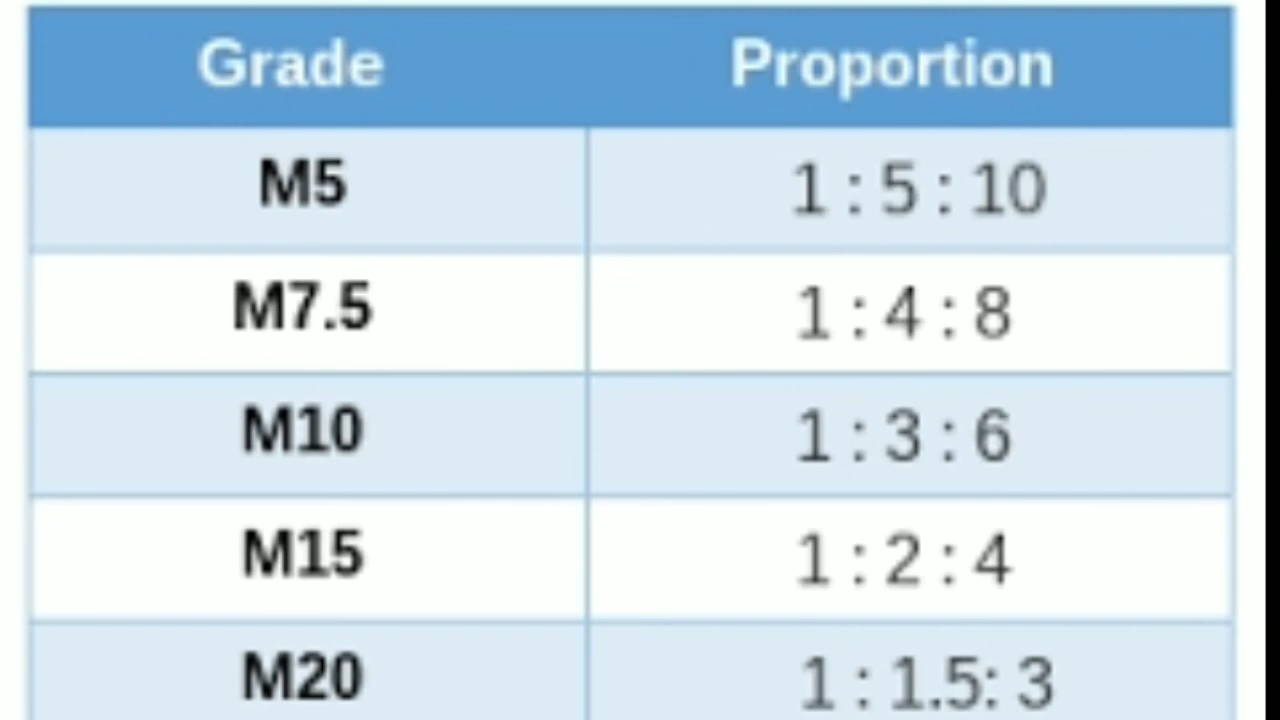 Grade Proportion
M5 1 : 5 : 10
M7.5 1 : 4 : 8
M10 1 : 3 : 6
M15 1 : 2 : 4
M20 1 : 1.5: 3